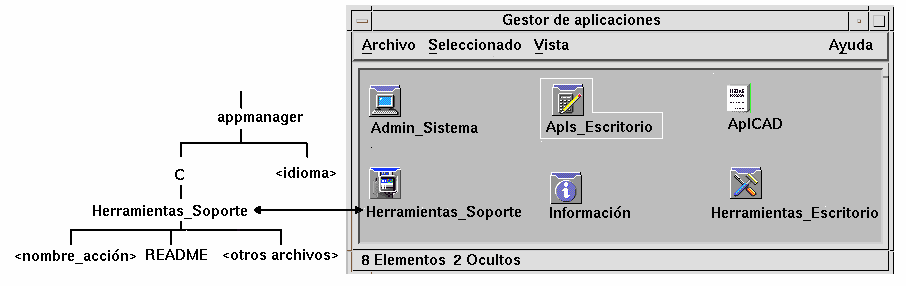 Gestor de aplicaciones
Archivo Seleccionado Vista Ayuda
Admin_Sistema Apls_Escritorio ApICAD
Herramientas_Soporte Información Herramientas_Escritorio
8 Elementos 2 Ocultos
appmanager
C <idioma>
Herramientas_Soporte
<nombre_acción> README <otros archivos>